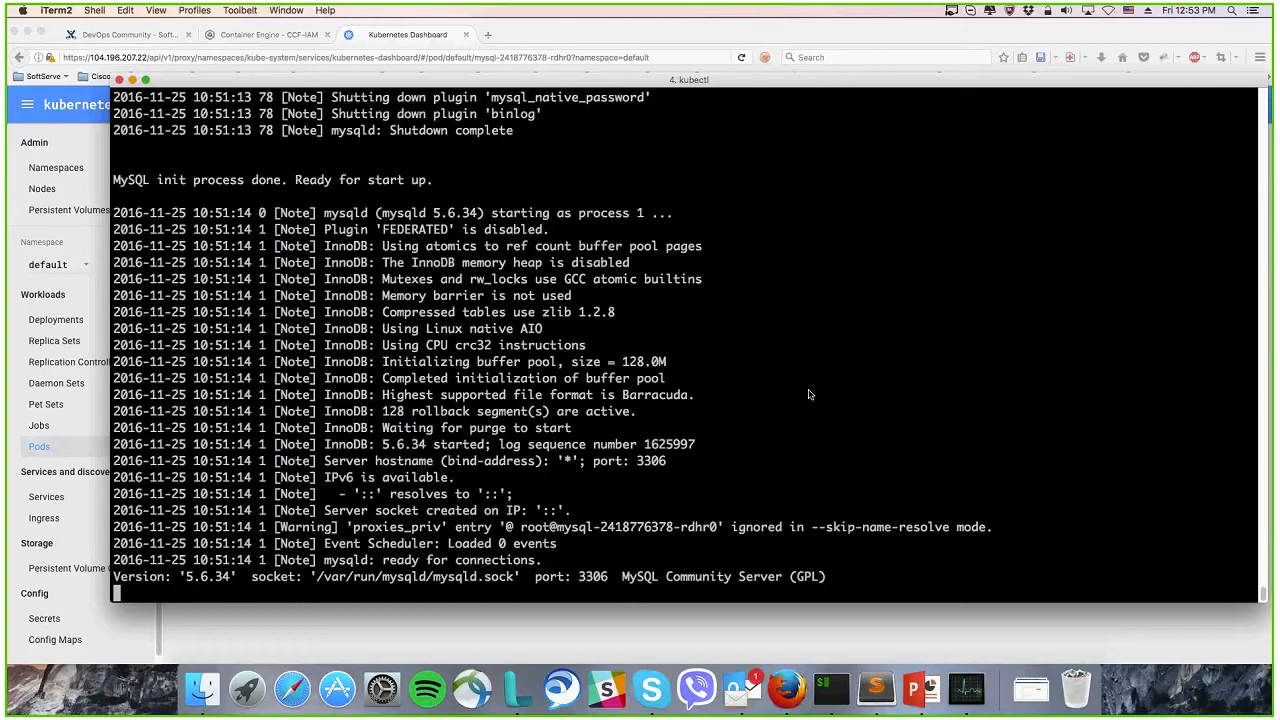 iTerm2 Shell Edit View Profiles Toolbelt Window Help Fri 12:53 PM
DevOps Community - Soft... Container Engine - CCF-IAM Kubernetes Dashboard
https://104.196.207.22/api/v1/proxy/namespaces/kube-system/services/kubernetes-dashboard/#/pod/default/mysql-2418776378-rdhr0?namespace=default Search
SoftServe Cisco
4. kubectl
kuberne
Admin
Namespaces
Nodes
Persistent Volumes
Namespace
default
Workloads
Deployments
Replica Sets
Replication Control
Daemon Sets
Pet Sets
Jobs
Pods
Services and discove
Services
Ingress
Storage
Persistent Volume
Config
Secrets
Config Maps
2016-11-25 10:51:13 78 [Note] Shutting down plugin 'mysql_native_password'
2016-11-25 10:51:13 78 [Note] Shutting down plugin 'binlog'
2016-11-25 10:51:13 78 [Note] mysqld: Shutdown complete
MySQL init process done. Ready for start up.
2016-11-25 10:51:14 0 [Note] mysqld (mysqld 5.6.34) starting as process 1 ...
2016-11-25 10:51:14 1 [Note] Plugin 'FEDERATED' is disabled.
2016-11-25 10:51:14 1 [Note] InnoDB: Using atomics to ref count buffer pool pages
2016-11-25 10:51:14 1 [Note] InnoDB: The InnoDB memory heap is disabled
2016-11-25 10:51:14 1 [Note] InnoDB: Mutexes and rw_locks use GCC atomic builtins
2016-11-25 10:51:14 1 [Note] InnoDB: Memory barrier is not used
2016-11-25 10:51:14 1 [Note] InnoDB: Compressed tables use zlib 1.2.8
2016-11-25 10:51:14 1 [Note] InnoDB: Using Linux native AIO
2016-11-25 10:51:14 1 [Note] InnoDB: Using CPU crc32 instructions
2016-11-25 10:51:14 1 [Note] InnoDB: Initializing buffer pool, size = 128.0M
2016-11-25 10:51:14 1 [Note] InnoDB: Completed initialization of buffer pool
2016-11-25 10:51:14 1 [Note] InnoDB: Highest supported file format is Barracuda.
2016-11-25 10:51:14 1 [Note] InnoDB: 128 rollback segment(s) are active.
2016-11-25 10:51:14 1 [Note] InnoDB: Waiting for purge to start
2016-11-25 10:51:14 1 [Note] InnoDB: 5.6.34 started; log sequence number 1625997
2016-11-25 10:51:14 1 [Note] Server hostname (bind-address): '*'; port: 3306
2016-11-25 10:51:14 1 [Note] IPv6 is available.
2016-11-25 10:51:14 1 [Note]   - '::' resolves to '::';
2016-11-25 10:51:14 1 [Note] Server socket created on IP: '::'.
2016-11-25 10:51:14 1 [Warning] 'proxies_priv' entry '@ root@mysql-2418776378-rdhr0' ignored in --skip-name-resolve mode.
2016-11-25 10:51:14 1 [Note] Event Scheduler: Loaded 0 events
2016-11-25 10:51:14 1 [Note] mysqld: ready for connections.
Version: '5.6.34'  socket: '/var/run/mysqld/mysqld.sock'  port: 3306  MySQL Community Server (GPL)
1